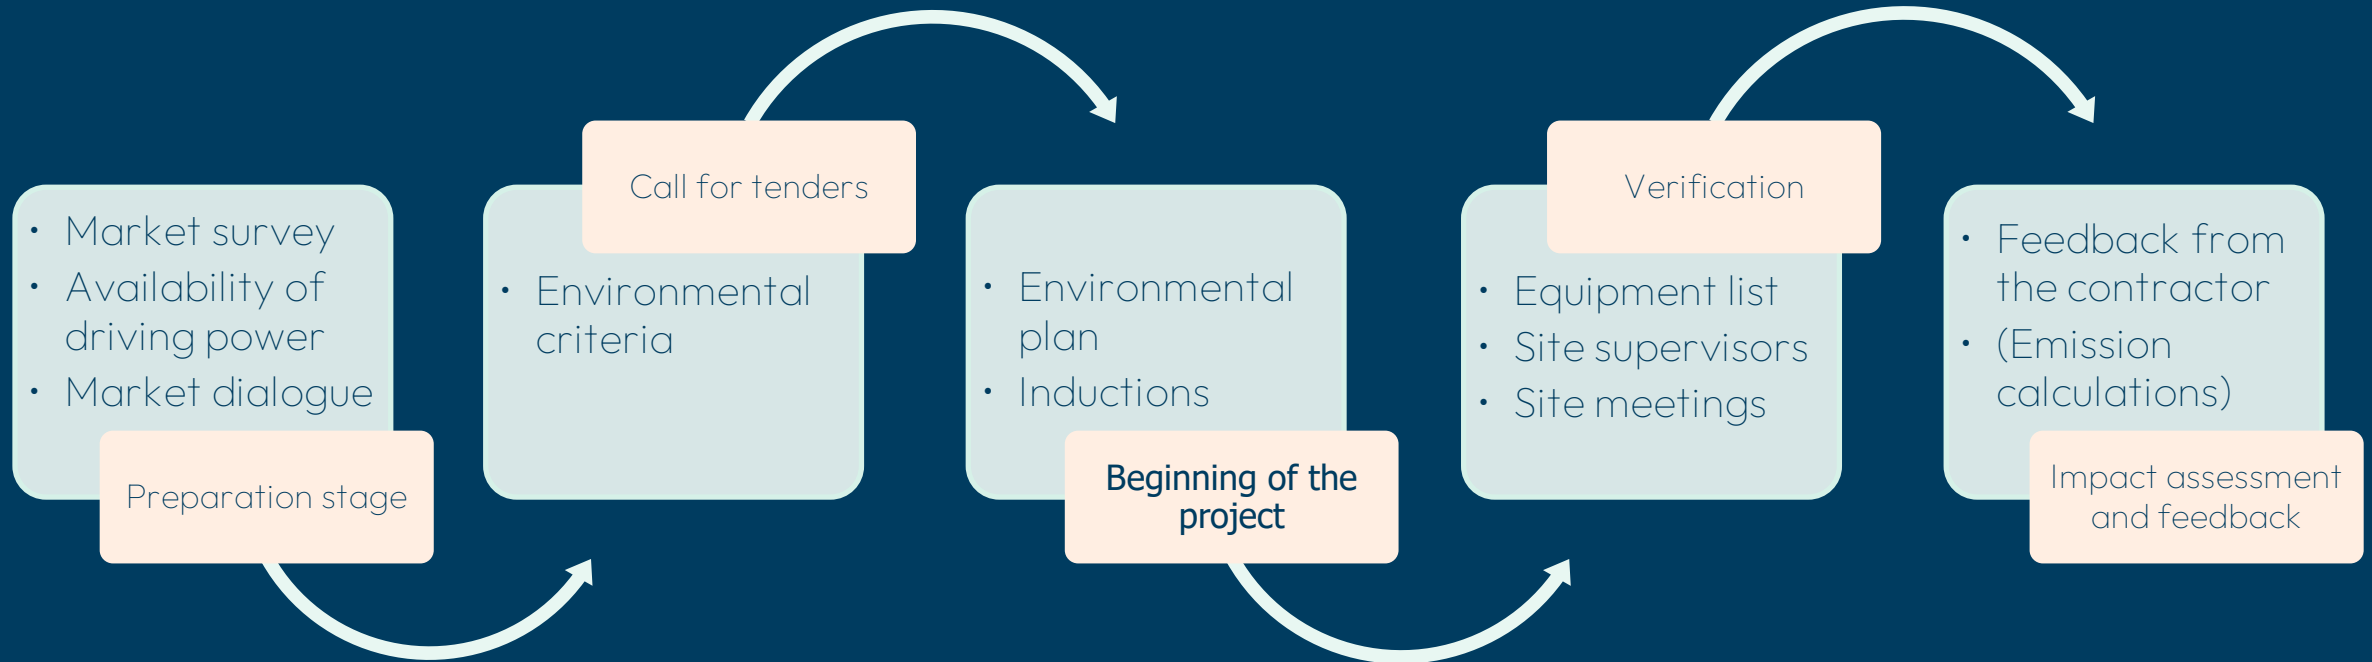 • Market survey
• Availability of
driving power
• Market dialogue
Preparation stage
Call for tenders
• Environmental
criteria
• Environmental
plan
• Inductions
Beginning of the
project
Verification
• Equipment list
• Site supervisors
• Site meetings
• Feedback from
the contractor
• (Emission
calculations)
Impact assessment
and feedback